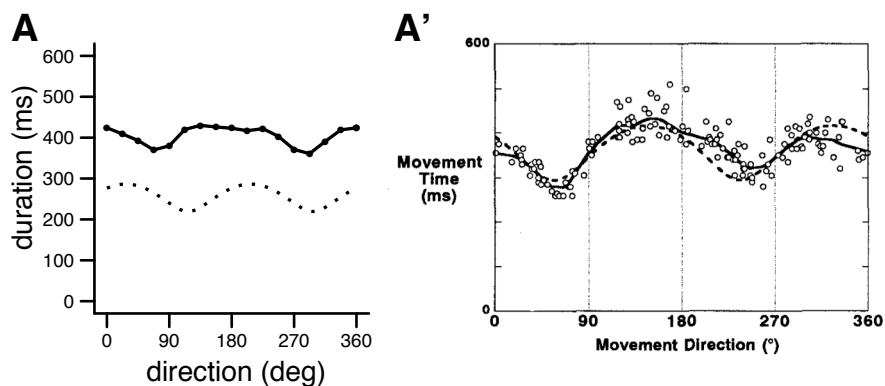 A
600
500
400
300
200
100
0
duration (ms)
0 90 180 270 360
direction (deg)
A'
600
Movement
Time
(ms)
0
0 90 180 270 360
Movement Direction (°)